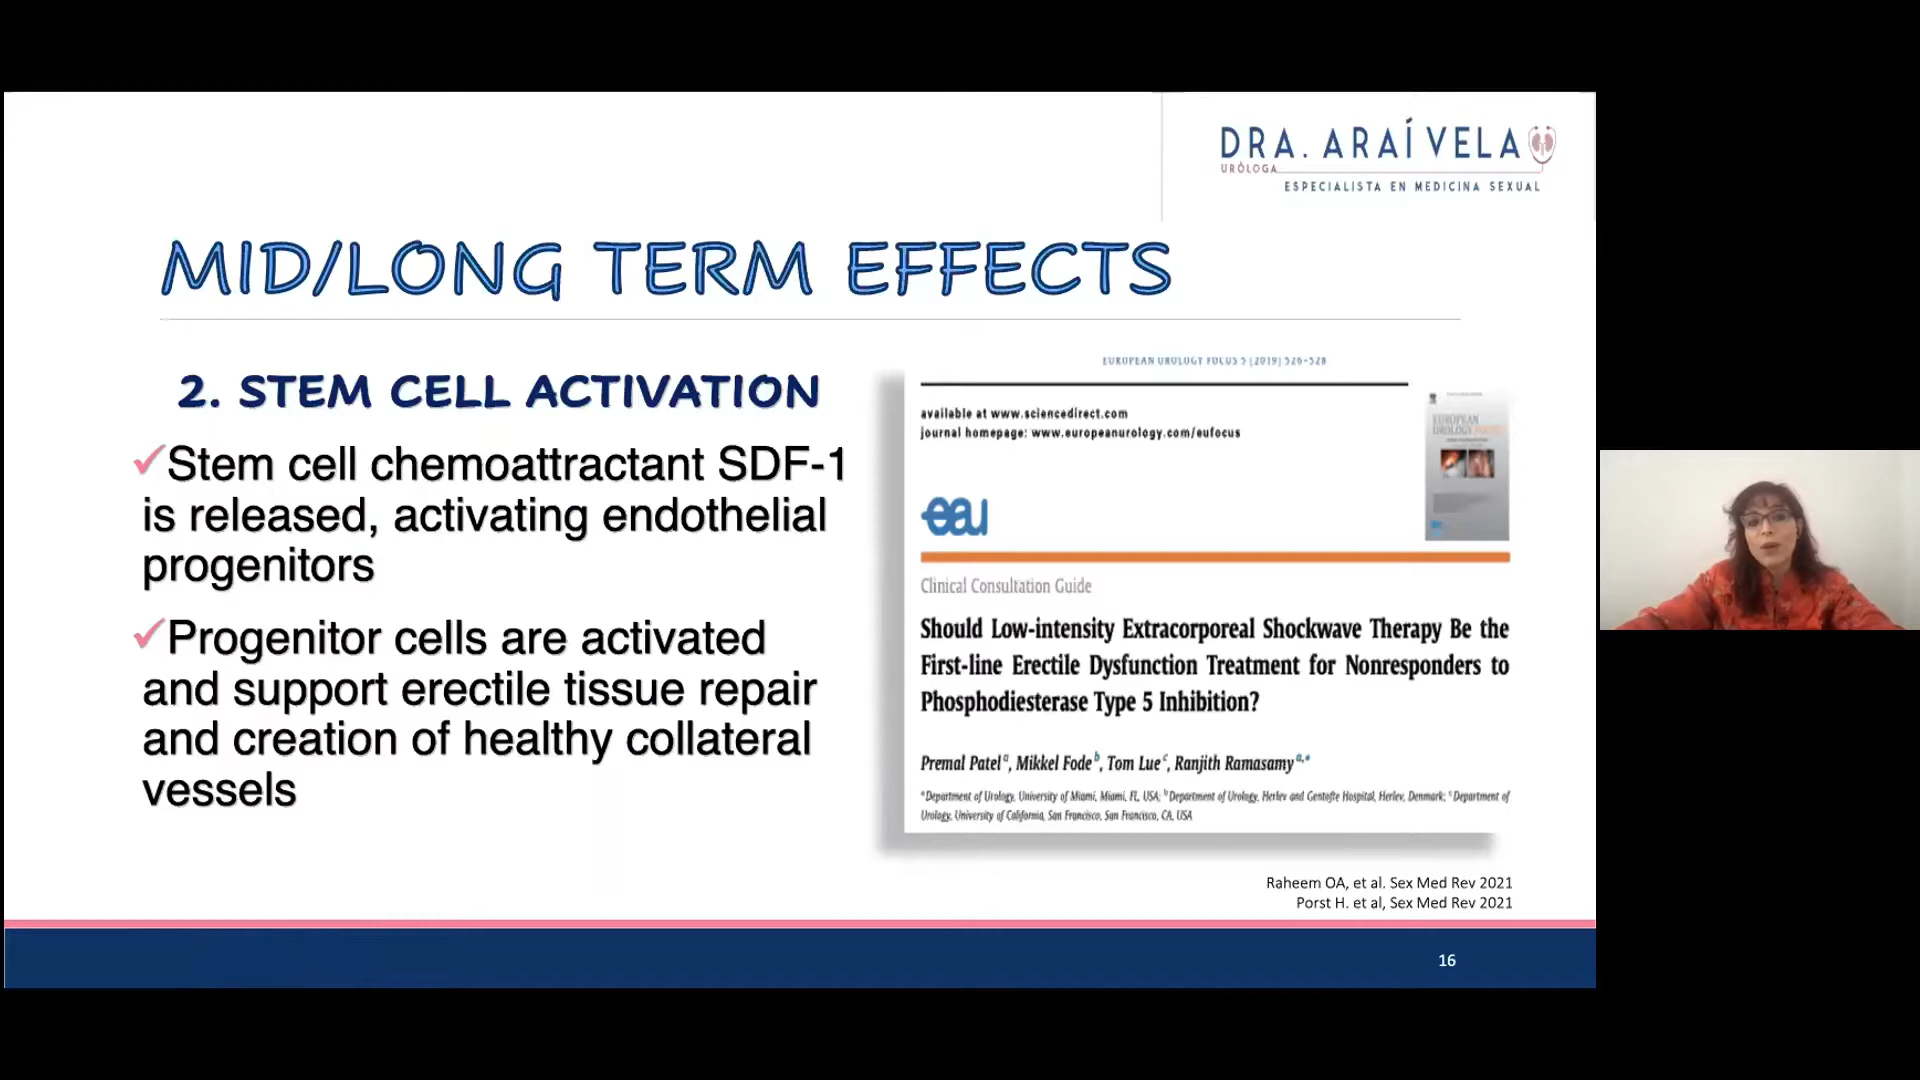 DRA. ARAÍ VELA
URÓLOGA
ESPECIALISTA EN MEDICINA SEXUAL
MID/LONG TERM EFFECTS
2. STEM CELL ACTIVATION
Stem cell chemoattractant SDF-1
is released, activating endothelial
progenitors
Progenitor cells are activated
and support erectile tissue repair
and creation of healthy collateral
vessels
EUROPEAN UROLOGY FOCUS 5 (2019) 526–528
available at www.sciencedirect.com
journal homepage: www.europeanurology.com/eufocus
EUROPEAN
UROLOGY FOCUS
eau
Clinical Consultation Guide
Should Low-intensity Extracorporeal Shockwave Therapy Be the
First-line Erectile Dysfunction Treatment for Nonresponders to
Phosphodiesterase Type 5 Inhibition?
Premal Patel a, Mikkel Fode b, Tom Lue c, Ranjith Ramasamy a,*
a Department of Urology, University of Miami, Miami, FL, USA; b Department of Urology, Herlev and Gentofte Hospital, Herlev, Denmark; c Department of
Urology, University of California, San Francisco, San Francisco, CA, USA
Raheem OA, et al. Sex Med Rev 2021
Porst H. et al, Sex Med Rev 2021
16